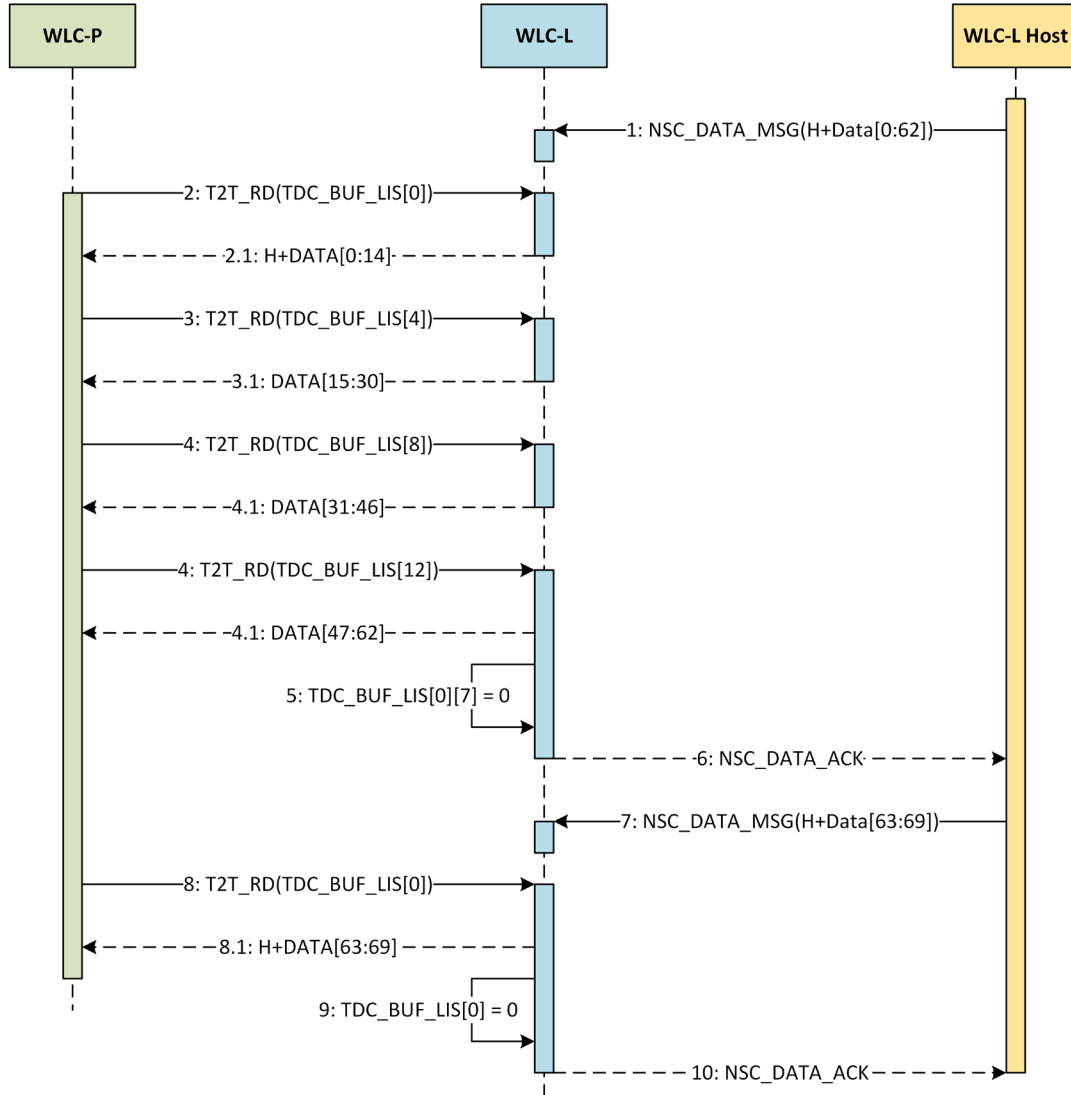 WLC-P
WLC-L
WLC-L Host
1: NSC_DATA_MSG(H+Data[0:62])
2: T2T_RD(TDC_BUF_LIS[0])
2.1: H+DATA[0:14]
3: T2T_RD(TDC_BUF_LIS[4])
3.1: DATA[15:30]
4: T2T_RD(TDC_BUF_LIS[8])
4.1: DATA[31:46]
4: T2T_RD(TDC_BUF_LIS[12])
4.1: DATA[47:62]
5: TDC_BUF_LIS[0][7] = 0
6: NSC_DATA_ACK
7: NSC_DATA_MSG(H+Data[63:69])
8: T2T_RD(TDC_BUF_LIS[0])
8.1: H+DATA[63:69]
9: TDC_BUF_LIS[0] = 0
10: NSC_DATA_ACK